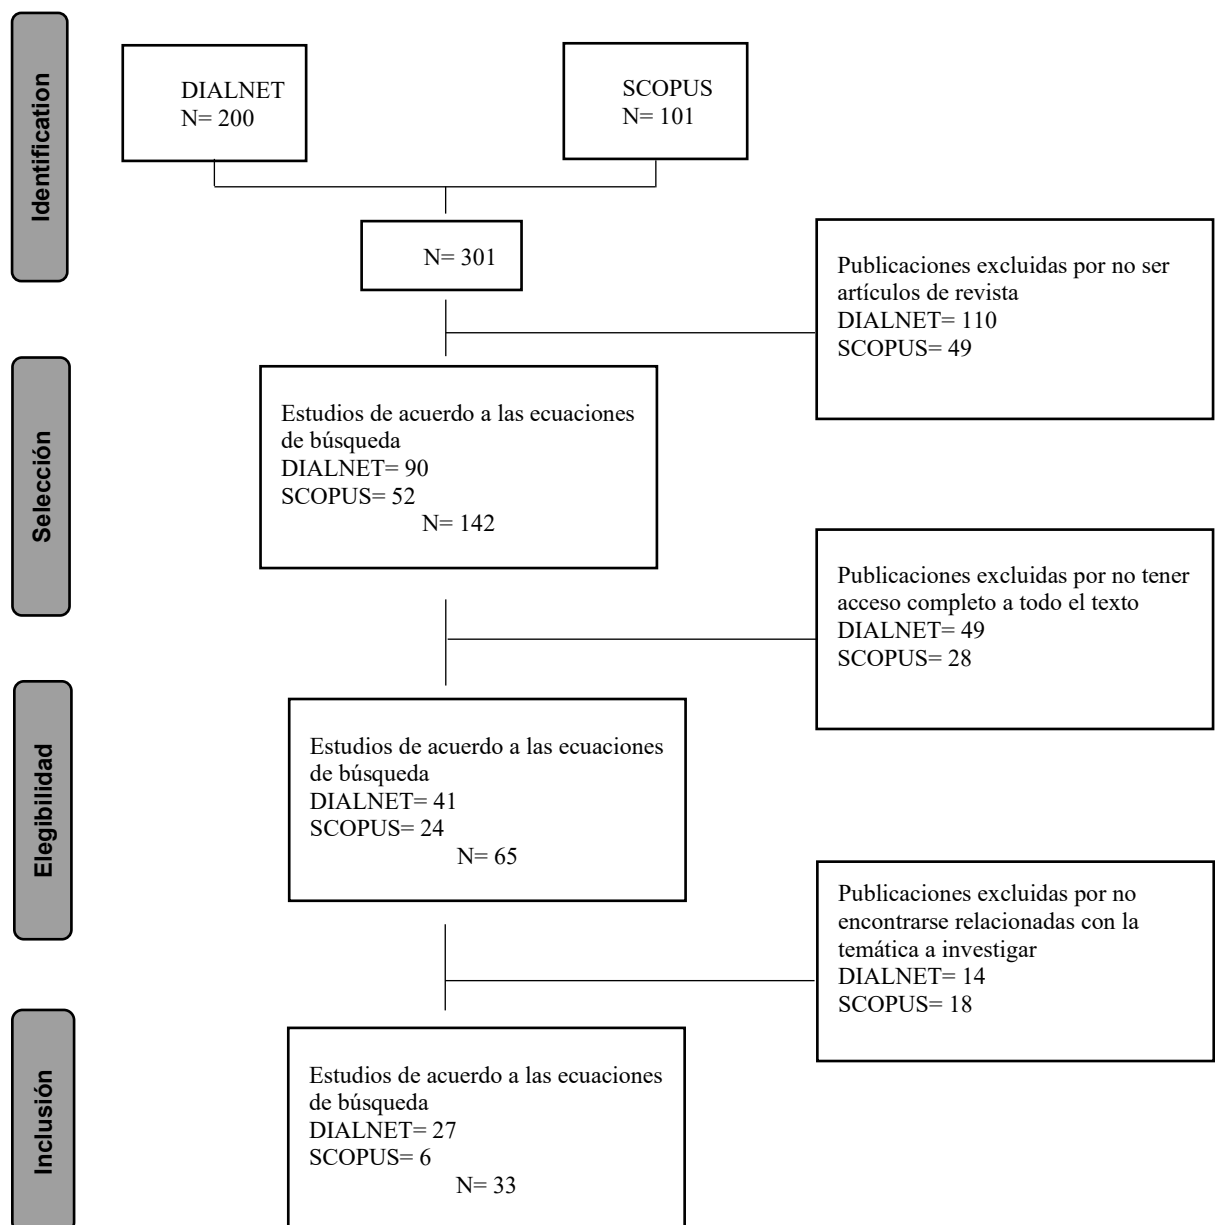 Identification
DIALNET
N= 200
SCOPUS
N= 101
N= 301
Publicaciones excluidas por no ser
artículos de revista
DIALNET= 110
SCOPUS= 49
Selección
Estudios de acuerdo a las ecuaciones
de búsqueda
DIALNET= 90
SCOPUS= 52
N= 142
Publicaciones excluidas por no tener
acceso completo a todo el texto
DIALNET= 49
SCOPUS= 28
Elegibilidad
Estudios de acuerdo a las ecuaciones
de búsqueda
DIALNET= 41
SCOPUS= 24
N= 65
Publicaciones excluidas por no
encontrarse relacionadas con la
temática a investigar
DIALNET= 14
SCOPUS= 18
Inclusión
Estudios de acuerdo a las ecuaciones
de búsqueda
DIALNET= 27
SCOPUS= 6
N= 33